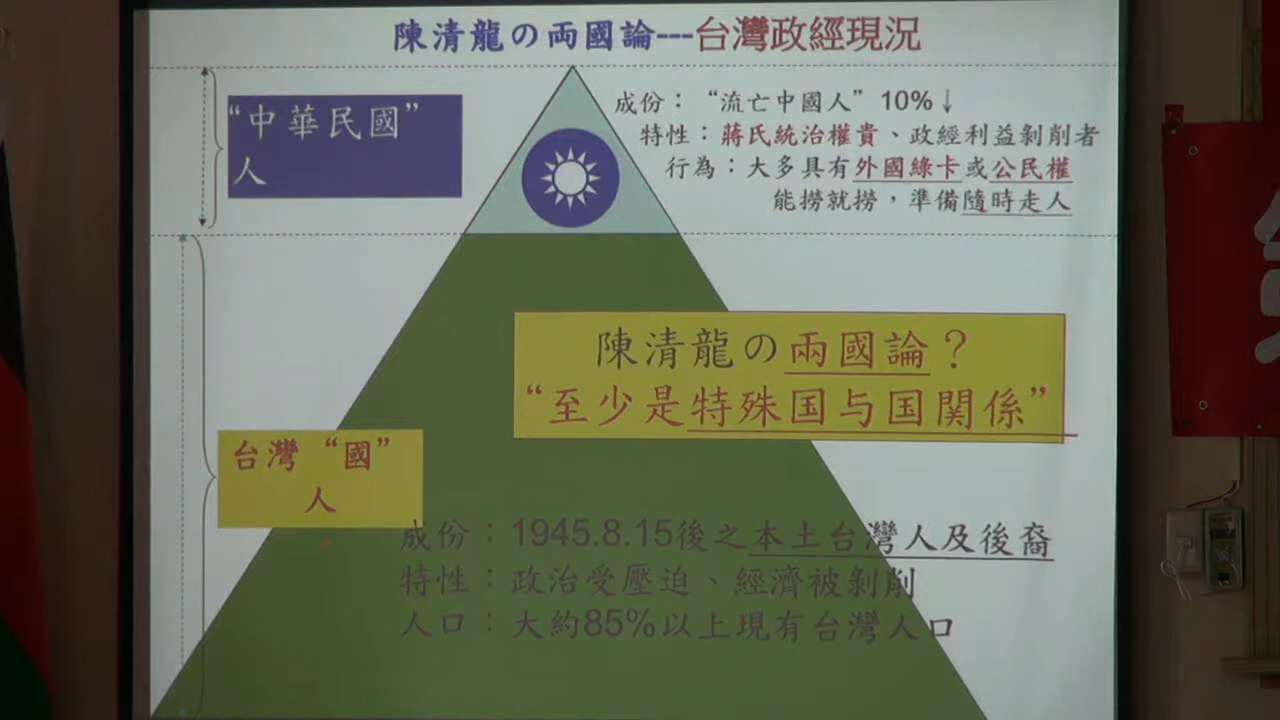 陳清龍の両國論---台灣政經現況
“中華民國”
人
成份：“流亡中國人”10%↓
特性：蔣氏統治權貴、政經利益剝削者
行為：大多具有外國綠卡或公民權
能撈就撈，準備隨時走人
陳清龍の兩國論？
“至少是特殊国与国関係”
台灣“國”
人
成份：1945.8.15後之本土台灣人及後裔
特性：政治受壓迫、經濟被剝削
人口：大約85%以上現有台灣人口